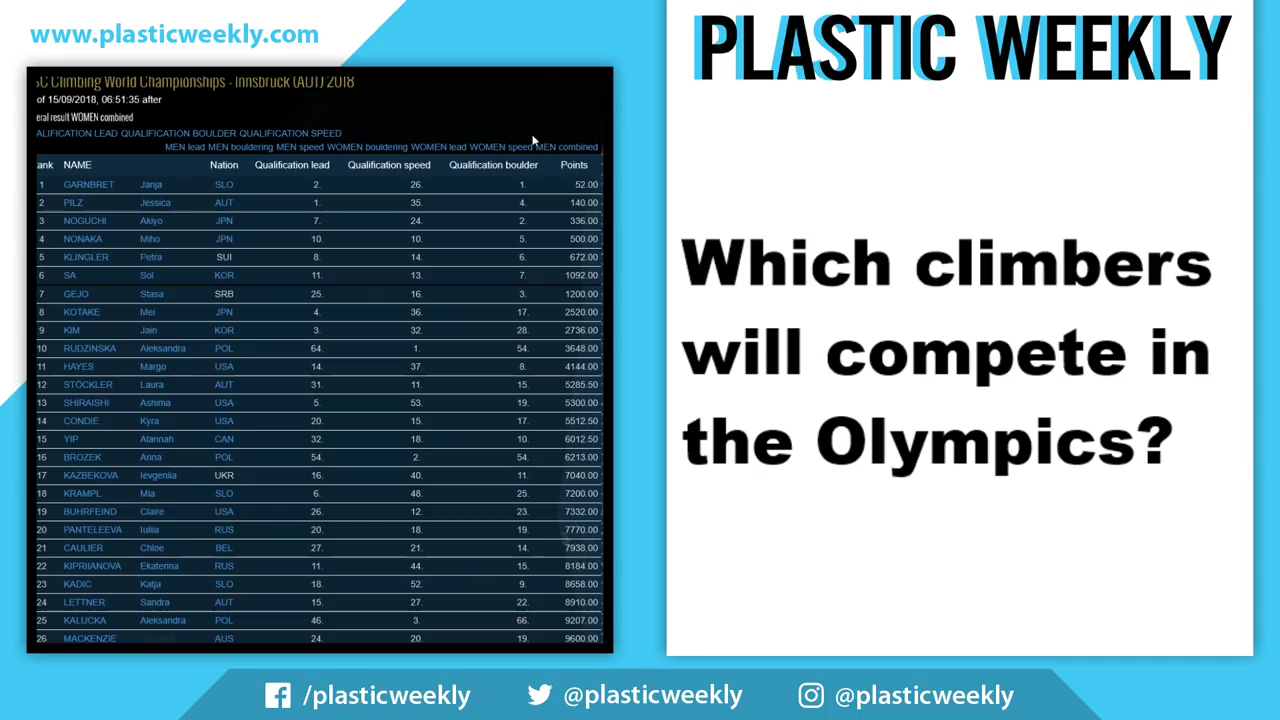 www.plasticweekly.com
PLASTIC WEEKLY
SC Climbing World Championships - Innsbruck (AUT) 2018
of 15/09/2018, 06:51:35 after
eral result WOMEN combined
ALIFICATION LEAD QUALIFICATION BOULDER QUALIFICATION SPEED
MEN lead MEN bouldering MEN speed WOMEN bouldering WOMEN lead WOMEN speed MEN combined
ank NAME Nation Qualification lead Qualification speed Qualification boulder Points
1 GARNBRET Janja SLO 2. 26. 1. 52.00
2 PILZ Jessica AUT 1. 35. 4. 140.00
3 NOGUCHI Akiyo JPN 7. 24. 2. 336.00
4 NONAKA Miho JPN 10. 10. 5. 500.00
5 KLINGLER Petra SUI 8. 14. 6. 672.00
6 SA Sol KOR 11. 13. 7. 1092.00
7 GEJO Stasa SRB 25. 16. 3. 1200.00
8 KOTAKE Mei JPN 4. 36. 17. 2520.00
9 KIM Jain KOR 3. 32. 28. 2736.00
10 RUDZINSKA Aleksandra POL 64. 1. 54. 3648.00
11 HAYES Margo USA 14. 37. 8. 4144.00
12 STÖCKLER Laura AUT 31. 11. 15. 5285.50
13 SHIRAISHI Ashima USA 5. 53. 19. 5300.00
14 CONDIE Kyra USA 20. 15. 17. 5512.50
15 YIP Alannah CAN 32. 18. 10. 6012.50
16 BROZEK Anna POL 54. 2. 54. 6213.00
17 KAZBEKOVA Ievgeniia UKR 16. 40. 11. 7040.00
18 KRAMPL Mia SLO 6. 48. 25. 7200.00
19 BUHRFEIND Claire USA 26. 12. 23. 7332.00
20 PANTELEEVA Iuliia RUS 20. 18. 19. 7770.00
21 CAULIER Chloe BEL 27. 21. 14. 7938.00
22 KIPRIIANOVA Ekaterina RUS 11. 44. 15. 8184.00
23 KADIC Katja SLO 18. 52. 9. 8658.00
24 LETTNER Sandra AUT 15. 27. 22. 8910.00
25 KALUCKA Aleksandra POL 46. 3. 66. 9207.00
26 MACKENZIE AUS 24. 20. 19. 9600.00
Which climbers
will compete in
the Olympics?
/plasticweekly @plasticweekly @plasticweekly